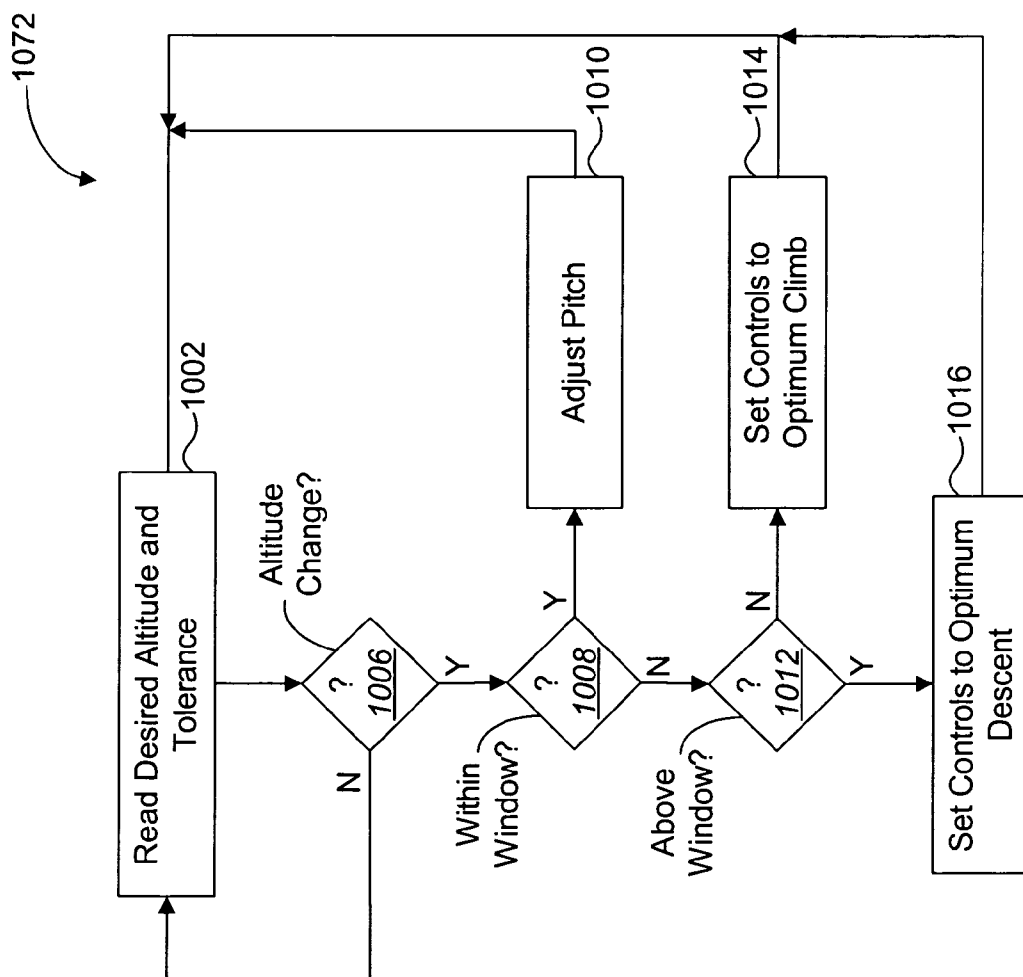 1072
Read Desired Altitude and
Tolerance
1002
Altitude
Change?
?
1006
N
Y
Within
Window?
?
1008
Y
Adjust Pitch
1010
N
Above
Window?
?
1012
N
Set Controls to
Optimum Climb
1014
Y
Set Controls to Optimum
Descent
1016